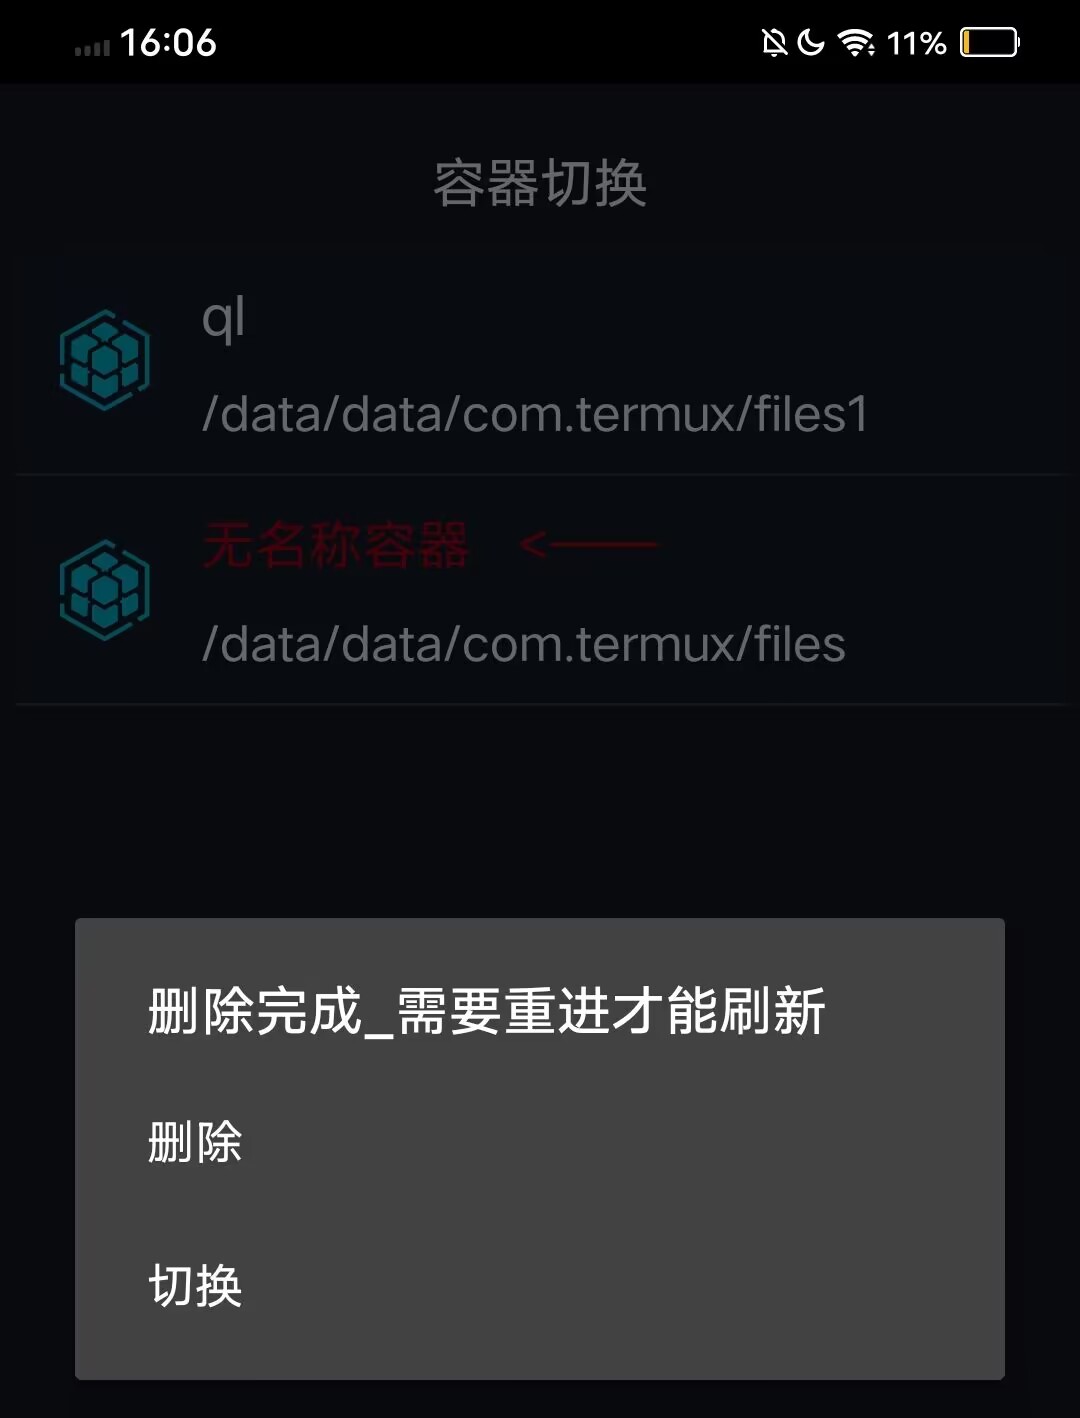 16:06 11%
容器切换
ql
/data/data/com.termux/files1
无名称容器 <——
/data/data/com.termux/files
删除完成_需要重进才能刷新
删除
切换